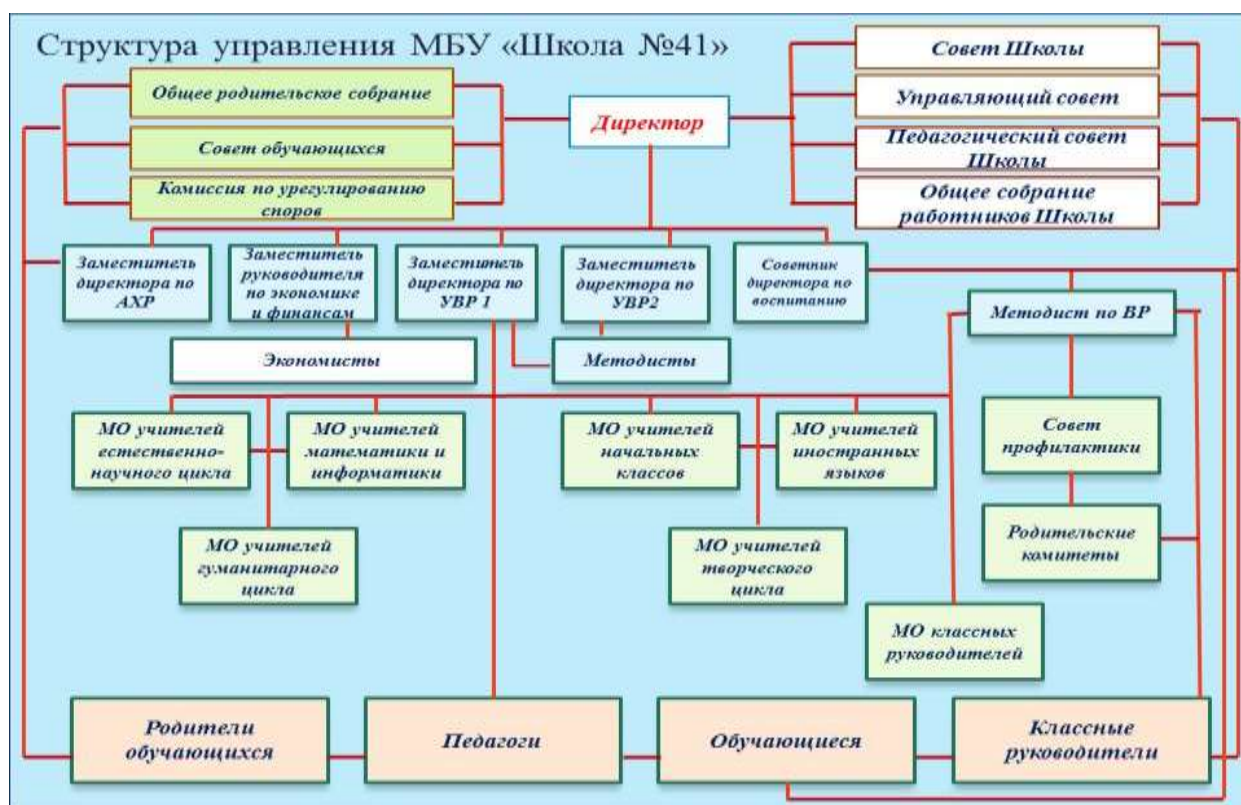 Структура управления МБУ «Школа №41»
Общее родительское собрание
Совет обучающихся
Комиссия по урегулированию
споров
Директор
Совет Школы
Управляющий совет
Педагогический совет
Школы
Общее собрание
работников Школы
Заместитель
директора по
АХР
Заместитель
руководителя
по экономике
и финансам
Заместитель
директора по
УВР 1
Заместитель
директора по
УВР2
Советник
директора по
воспитанию
Методист по ВР
Экономисты
Методисты
МО учителей
естественно-
научного цикла
МО учителей
математики и
информатики
МО учителей
начальных
классов
МО учителей
иностранных
языков
Совет
профилактики
МО учителей
гуманитарного
цикла
МО учителей
творческого
цикла
Родительские
комитеты
МО классных
руководителей
Родители
обучающихся
Педагоги
Обучающиеся
Классные
руководители